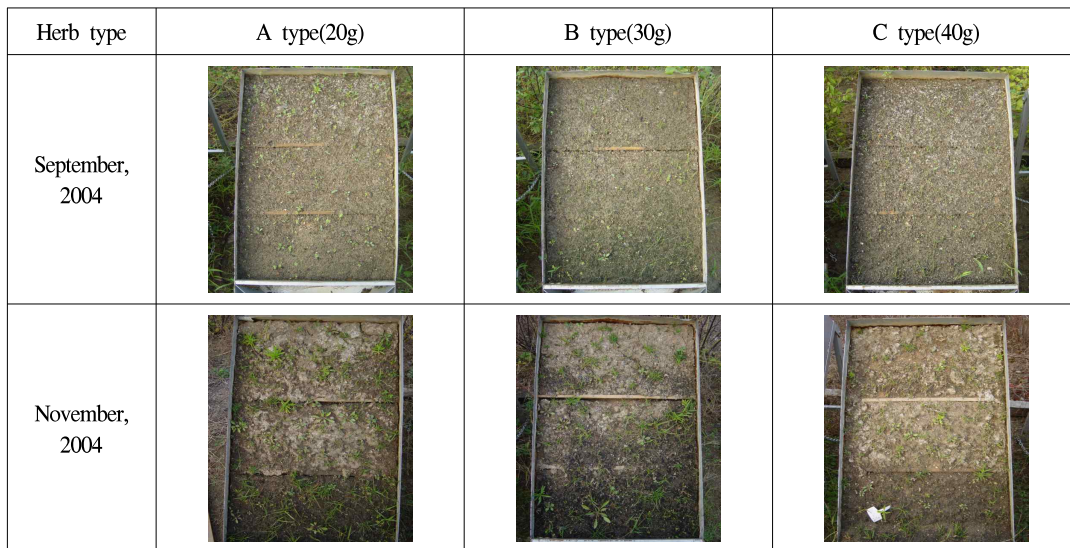 Herb type
A type(20g)
B type(30g)
C type(40g)
September,
2004
November,
2004